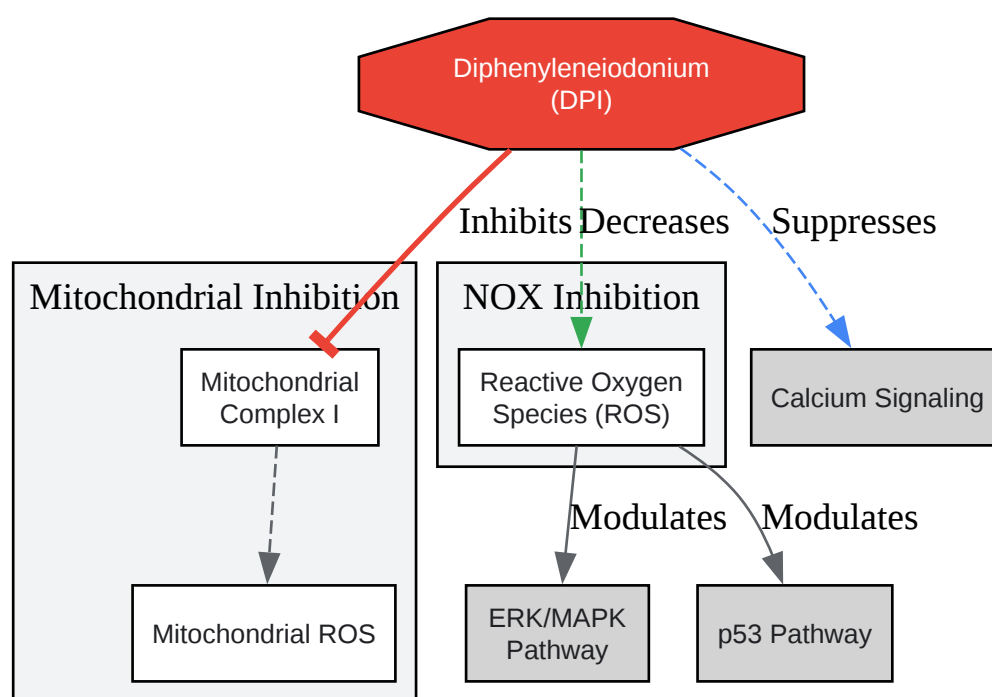 Diphenyleneiodonium
(DPI)
Inhibits
Decreases
Suppresses
Mitochondrial Inhibition
NOX Inhibition
Mitochondrial
Complex I
Reactive Oxygen
Species (ROS)
Calcium Signaling
Modulates
Modulates
Mitochondrial ROS
ERK/MAPK
Pathway
p53 Pathway